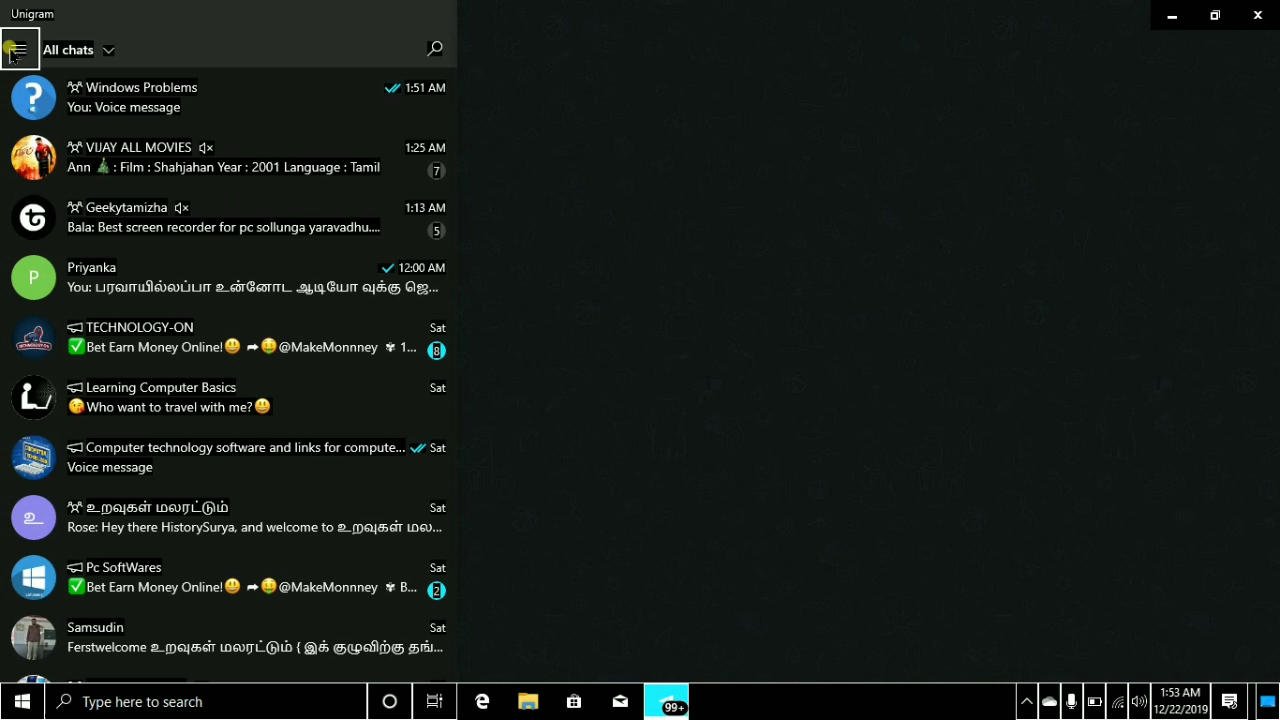 Unigram
All chats
Windows Problems 1:51 AM
You: Voice message
VIJAY ALL MOVIES 1:25 AM
Ann 🎄 : Film : Shahjahan Year : 2001 Language : Tamil 7
Geekytamizha 1:13 AM
Bala: Best screen recorder for pc sollunga yaravadhu.... 5
P
Priyanka 12:00 AM
You: பரவாயில்லப்பா உன்னோட ஆடியோ வுக்கு ஜெ...
TECHNOLOGY-ON Sat
✅Bet Earn Money Online!😃 ➡🤑@MakeMonnney ✾ 1... 8
Learning Computer Basics Sat
😘Who want to travel with me?😃
Computer technology software and links for compute... Sat
Voice message
உ
உறவுகள் மலரட்டும் Sat
Rose: Hey there HistorySurya, and welcome to உறவுகள் மல...
Pc SoftWares Sat
✅Bet Earn Money Online!😃 ➡🤑@MakeMonnney ✾ B... 2
Samsudin Sat
Ferstwelcome உறவுகள் மலரட்டும் { இக் குழுவிற்கு தங்...
Type here to search
99+
1:53 AM
12/22/2019